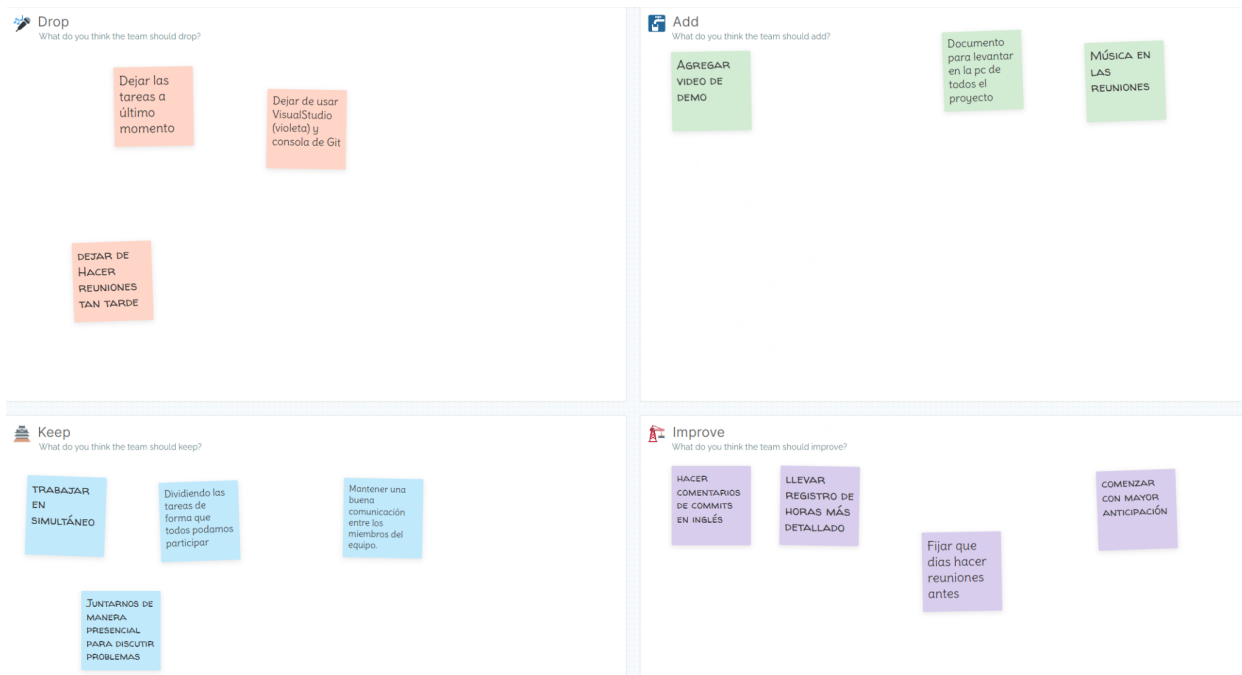 Drop
What do you think the team should drop?
Dejar las
tareas a
último
momento
Dejar de usar
VisualStudio
(violeta) y
consola de Git
DEJAR DE
HACER
REUNIONES
TAN TARDE
Add
What do you think the team should add?
AGREGAR
VIDEO DE
DEMO
Documento
para levantar
en la pc de
todos el
proyecto
MÚSICA EN
LAS
REUNIONES
Keep
What do you think the team should keep?
TRABAJAR
EN
SIMULTÁNEO
Dividiendo las
tareas de
forma que
todos podamos
participar
Mantener una
buena
comunicación
entre los
miembros del
equipo.
JUNTARNOS DE
MANERA
PRESENCIAL
PARA DISCUTIR
PROBLEMAS
Improve
What do you think the team should improve?
HACER
COMENTARIOS
DE COMMITS
EN INGLÉS
LLEVAR
REGISTRO DE
HORAS MÁS
DETALLADO
Fijar que
dias hacer
reuniones
antes
COMENZAR
CON MAYOR
ANTICIPACIÓN